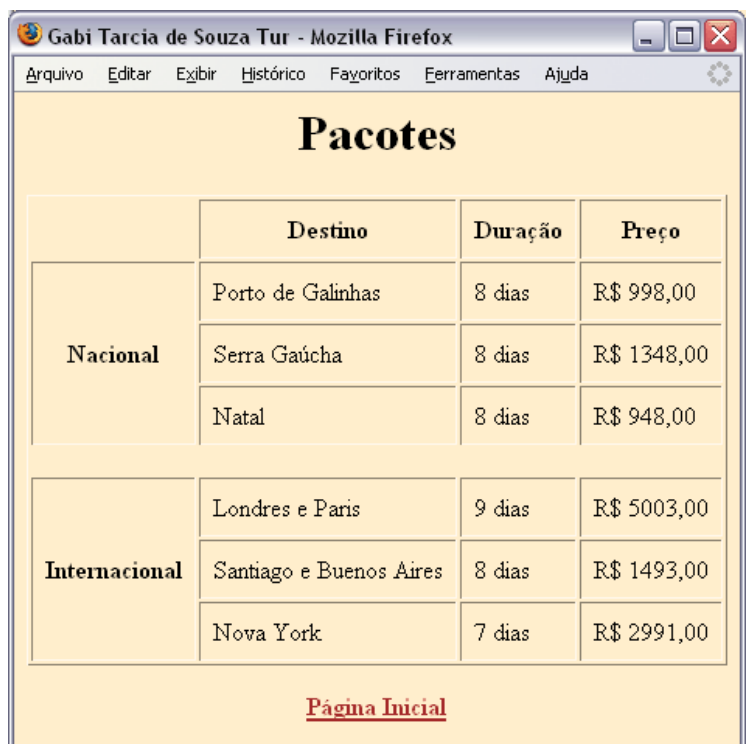 Gabi Tarcia de Souza Tur - Mozilla Firefox
Arquivo Editar Exibir Histórico Favoritos Ferramentas Ajuda
Pacotes
Destino Duração Preço
Nacional
Porto de Galinhas 8 dias R$ 998,00
Serra Gaúcha 8 dias R$ 1348,00
Natal 8 dias R$ 948,00
Internacional
Londres e Paris 9 dias R$ 5003,00
Santiago e Buenos Aires 8 dias R$ 1493,00
Nova York 7 dias R$ 2991,00
Página Inicial